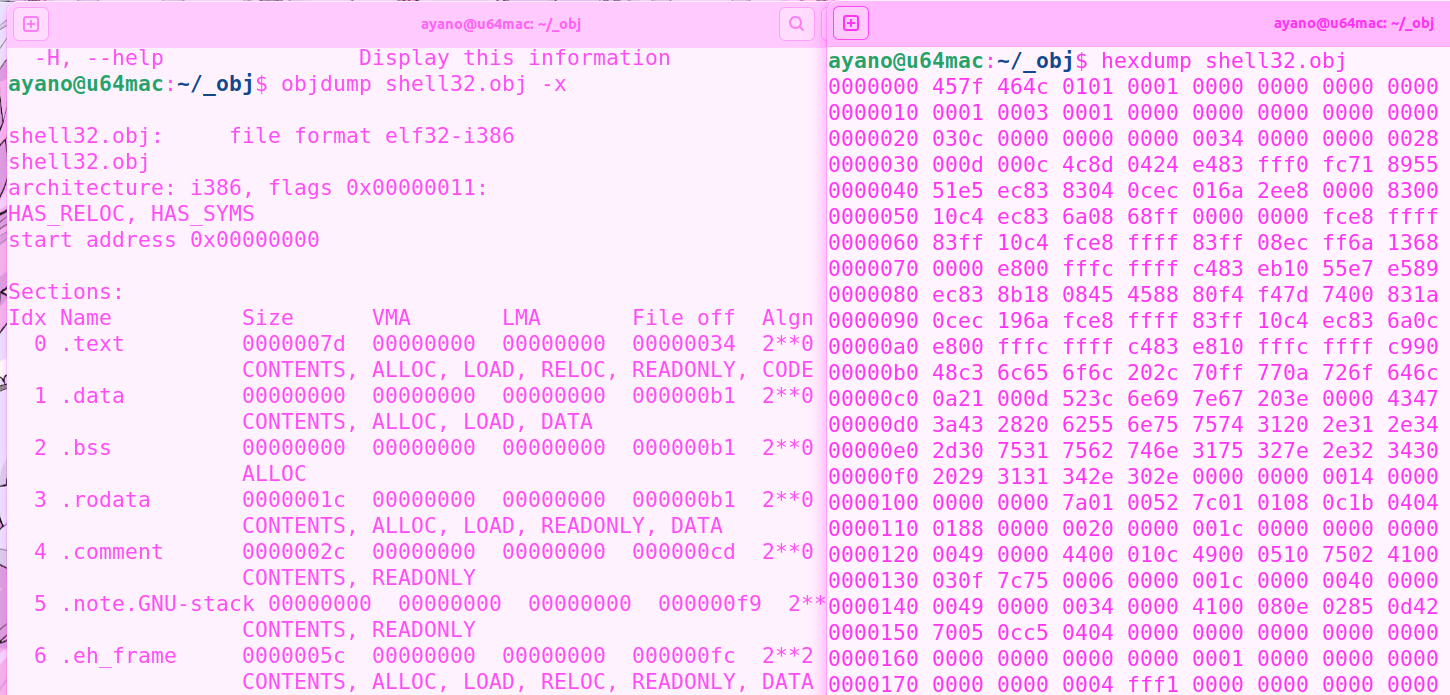 ayano@u64mac: ~/_obj
-H, --help Display this information
ayano@u64mac:~/_obj$ objdump shell32.obj -x
shell32.obj: file format elf32-i386
shell32.obj
architecture: i386, flags 0x00000011:
HAS_RELOC, HAS_SYMS
start address 0x00000000
Sections:
Idx Name Size VMA LMA File off Algn
0 .text 0000007d 00000000 00000000 00000034 2**0
CONTENTS, ALLOC, LOAD, RELOC, READONLY, CODE
1 .data 00000000 00000000 00000000 000000b1 2**0
CONTENTS, ALLOC, LOAD, DATA
2 .bss 00000000 00000000 00000000 000000b1 2**0
ALLOC
3 .rodata 0000001c 00000000 00000000 000000b1 2**0
CONTENTS, ALLOC, LOAD, READONLY, DATA
4 .comment 0000002c 00000000 00000000 000000cd 2**0
CONTENTS, READONLY
5 .note.GNU-stack 00000000 00000000 00000000 000000f9 2**
CONTENTS, READONLY
6 .eh_frame 0000005c 00000000 00000000 000000fc 2**2
CONTENTS, ALLOC, LOAD, RELOC, READONLY, DATA
ayano@u64mac: ~/_obj
ayano@u64mac:~/_obj$ hexdump shell32.obj
0000000 457f 464c 0101 0001 0000 0000 0000 0000
0000010 0001 0003 0001 0000 0000 0000 0000 0000
0000020 030c 0000 0000 0000 0034 0000 0000 0028
0000030 000d 000c 4c8d 0424 e483 fff0 fc71 8955
0000040 51e5 ec83 8304 0cec 016a 2ee8 0000 8300
0000050 10c4 ec83 6a08 68ff 0000 0000 fce8 ffff
0000060 83ff 10c4 fce8 ffff 83ff 08ec ff6a 1368
0000070 0000 e800 fffc ffff c483 eb10 55e7 e589
0000080 ec83 8b18 0845 4588 80f4 f47d 7400 831a
0000090 0cec 196a fce8 ffff 83ff 10c4 ec83 6a0c
00000a0 e800 fffc ffff c483 e810 fffc ffff c990
00000b0 48c3 6c65 6f6c 202c 70ff 770a 726f 646c
00000c0 0a21 000d 523c 6e69 7e67 203e 0000 4347
00000d0 3a43 2820 6255 6e75 7574 3120 2e31 2e34
00000e0 2d30 7531 7562 746e 3175 327e 2e32 3430
00000f0 2029 3131 342e 302e 0000 0000 0014 0000
0000100 0000 0000 7a01 0052 7c01 0108 0c1b 0404
0000110 0188 0000 0020 0000 001c 0000 0000 0000
0000120 0049 0000 4400 010c 4900 0510 7502 4100
0000130 030f 7c75 0006 0000 001c 0000 0040 0000
0000140 0049 0000 0034 0000 4100 080e 0285 0d42
0000150 7005 0cc5 0404 0000 0000 0000 0000 0000
0000160 0000 0000 0000 0000 0001 0000 0000 0000
0000170 0000 0000 0004 fff1 0000 0000 0000 0000